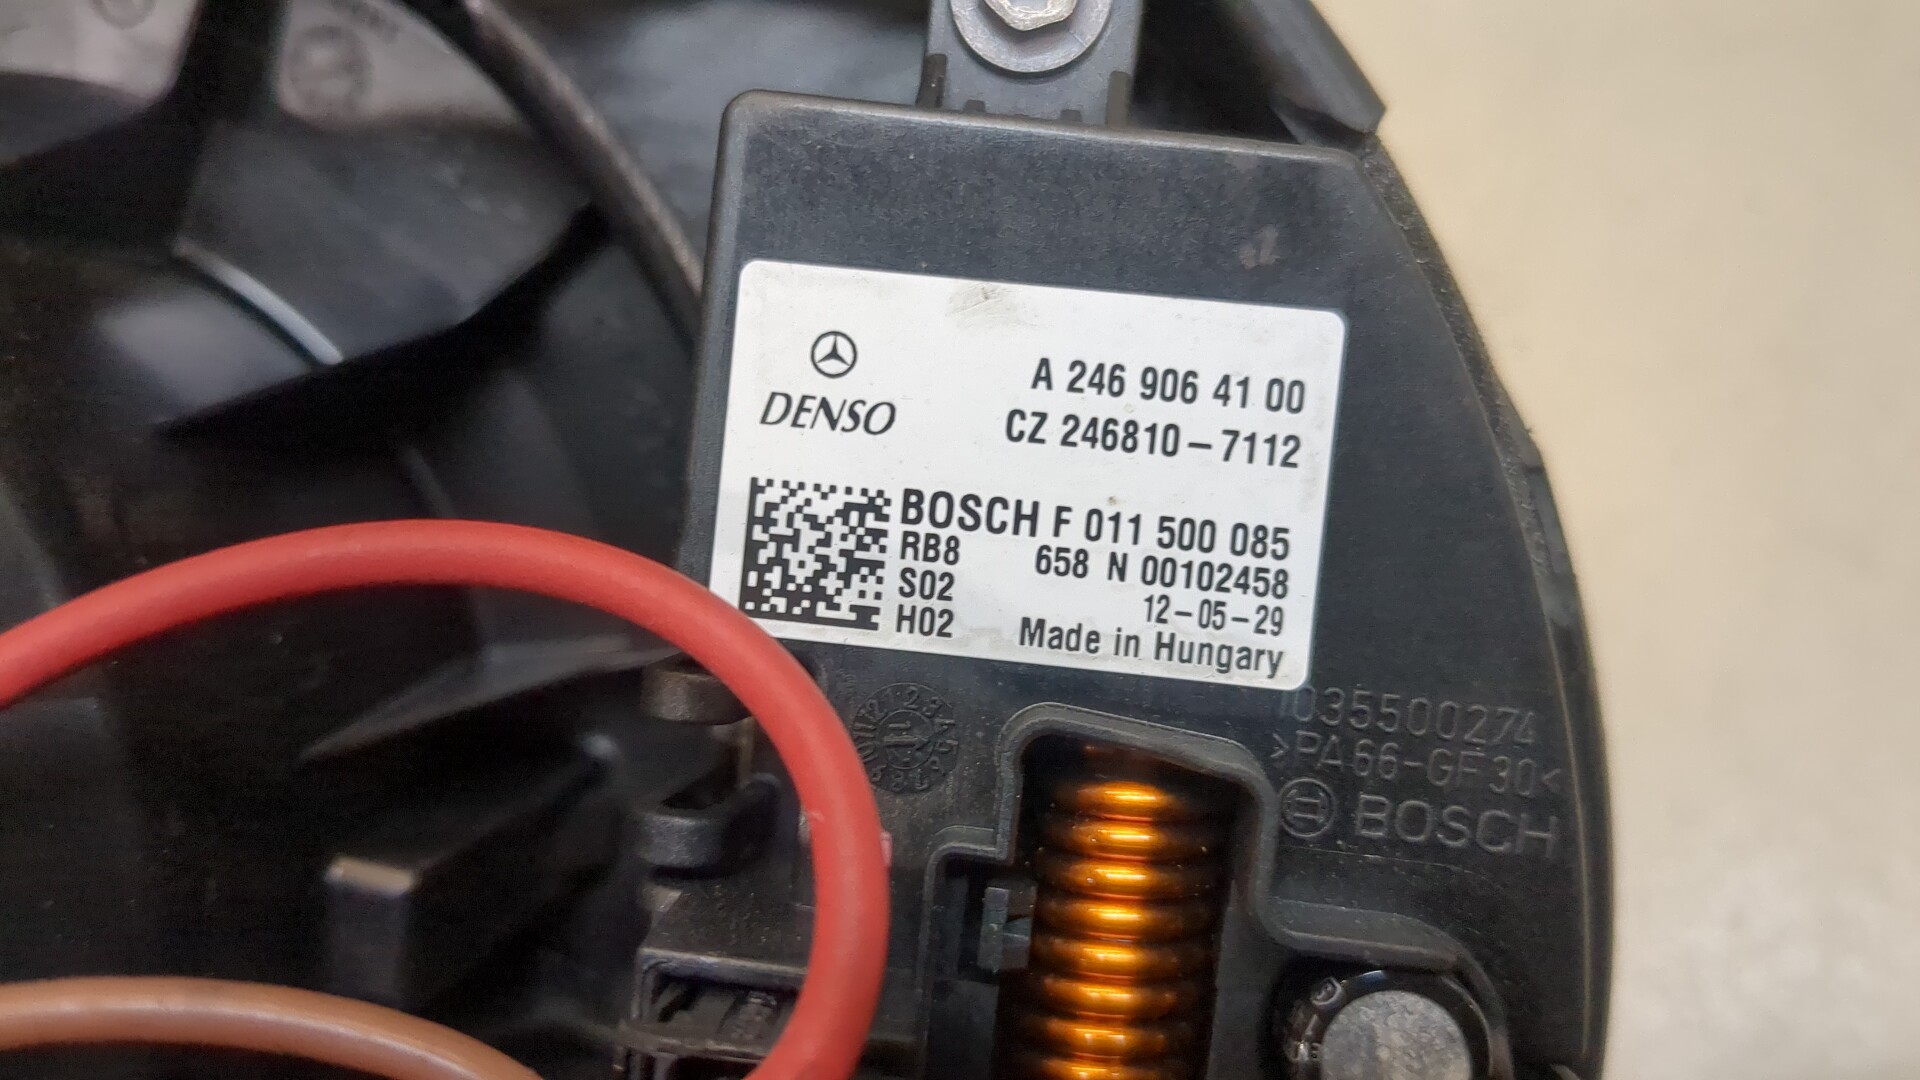 A 246 906 41 00
DENSO
CZ 246810-7112
BOSCH F 011 500 085
RB8 658 N 00102458
S02 12-05-29
H02 Made in Hungary
1035500274
>PA66-GF30<
BOSCH